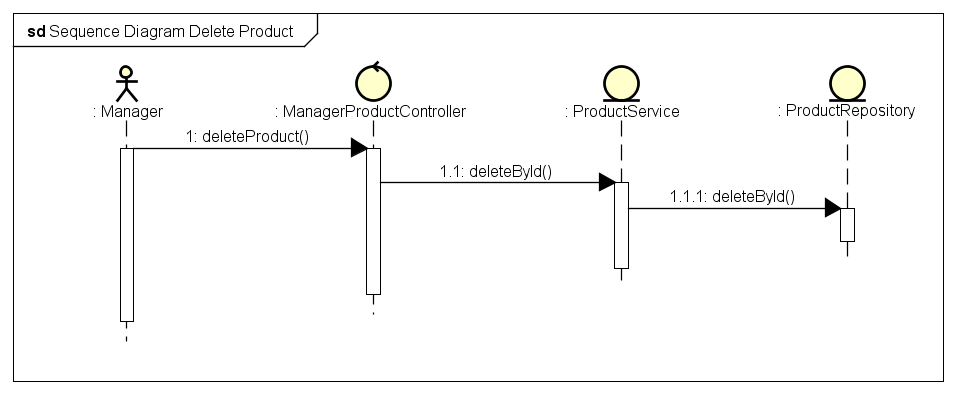 sd Sequence Diagram Delete Product
: Manager
: ManagerProductController
: ProductService
: ProductRepository
1: deleteProduct()
1.1: deleteById()
1.1.1: deleteById()